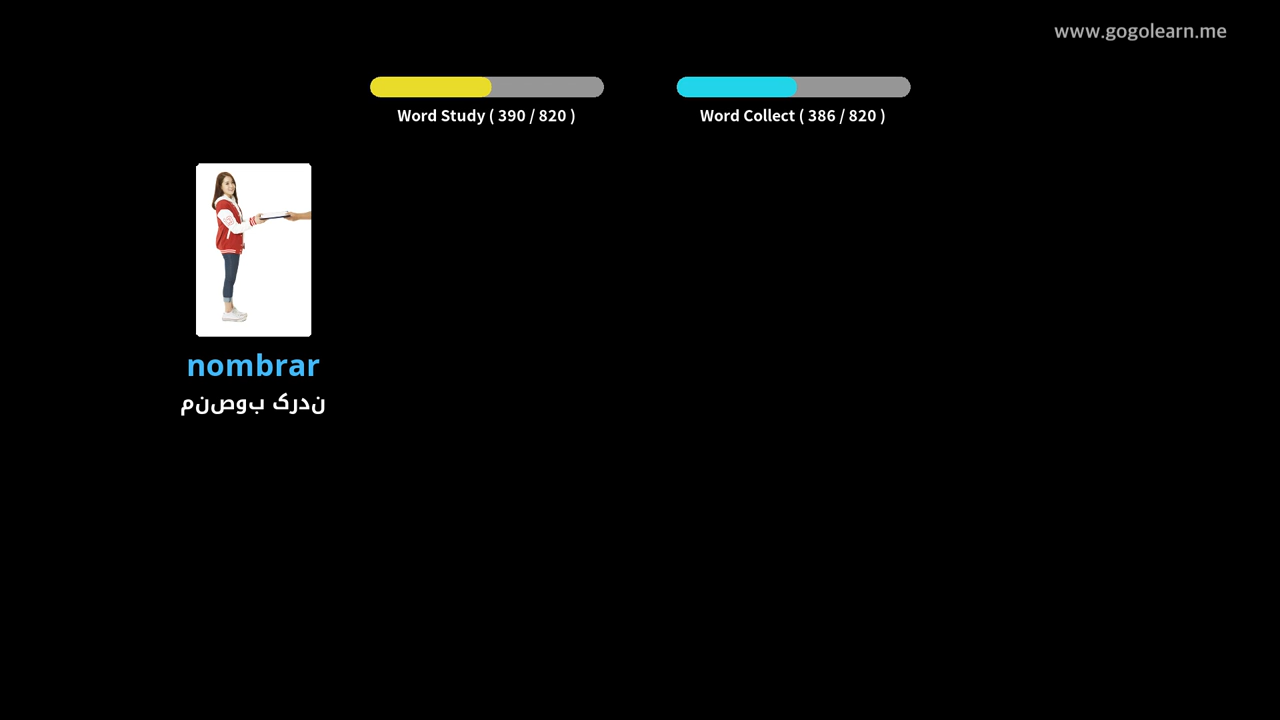 www.gogolearn.me
Word Study ( 390 / 820 )
Word Collect ( 386 / 820 )
nombrar
منصوب کردن